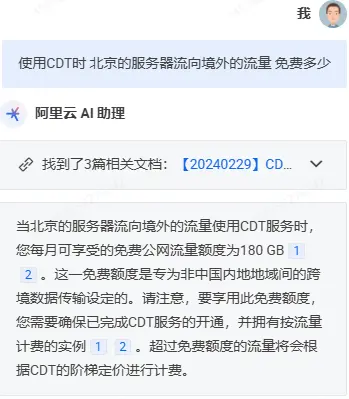 我
使用CDT时 北京的服务器流向境外的流量 免费多少
阿里云 AI 助理
找到了3篇相关文档：【20240229】CD...
当北京的服务器流向境外的流量使用CDT服务时，
您每月可享受的免费公网流量额度为180 GB 1
2 。这一免费额度是专为非中国内地地域间的跨
境数据传输设定的。请注意，要享用此免费额度，
您需要确保已完成CDT服务的开通，并拥有按流量
计费的实例 1 2 。超过免费额度的流量将会根
据CDT的阶梯定价进行计费。